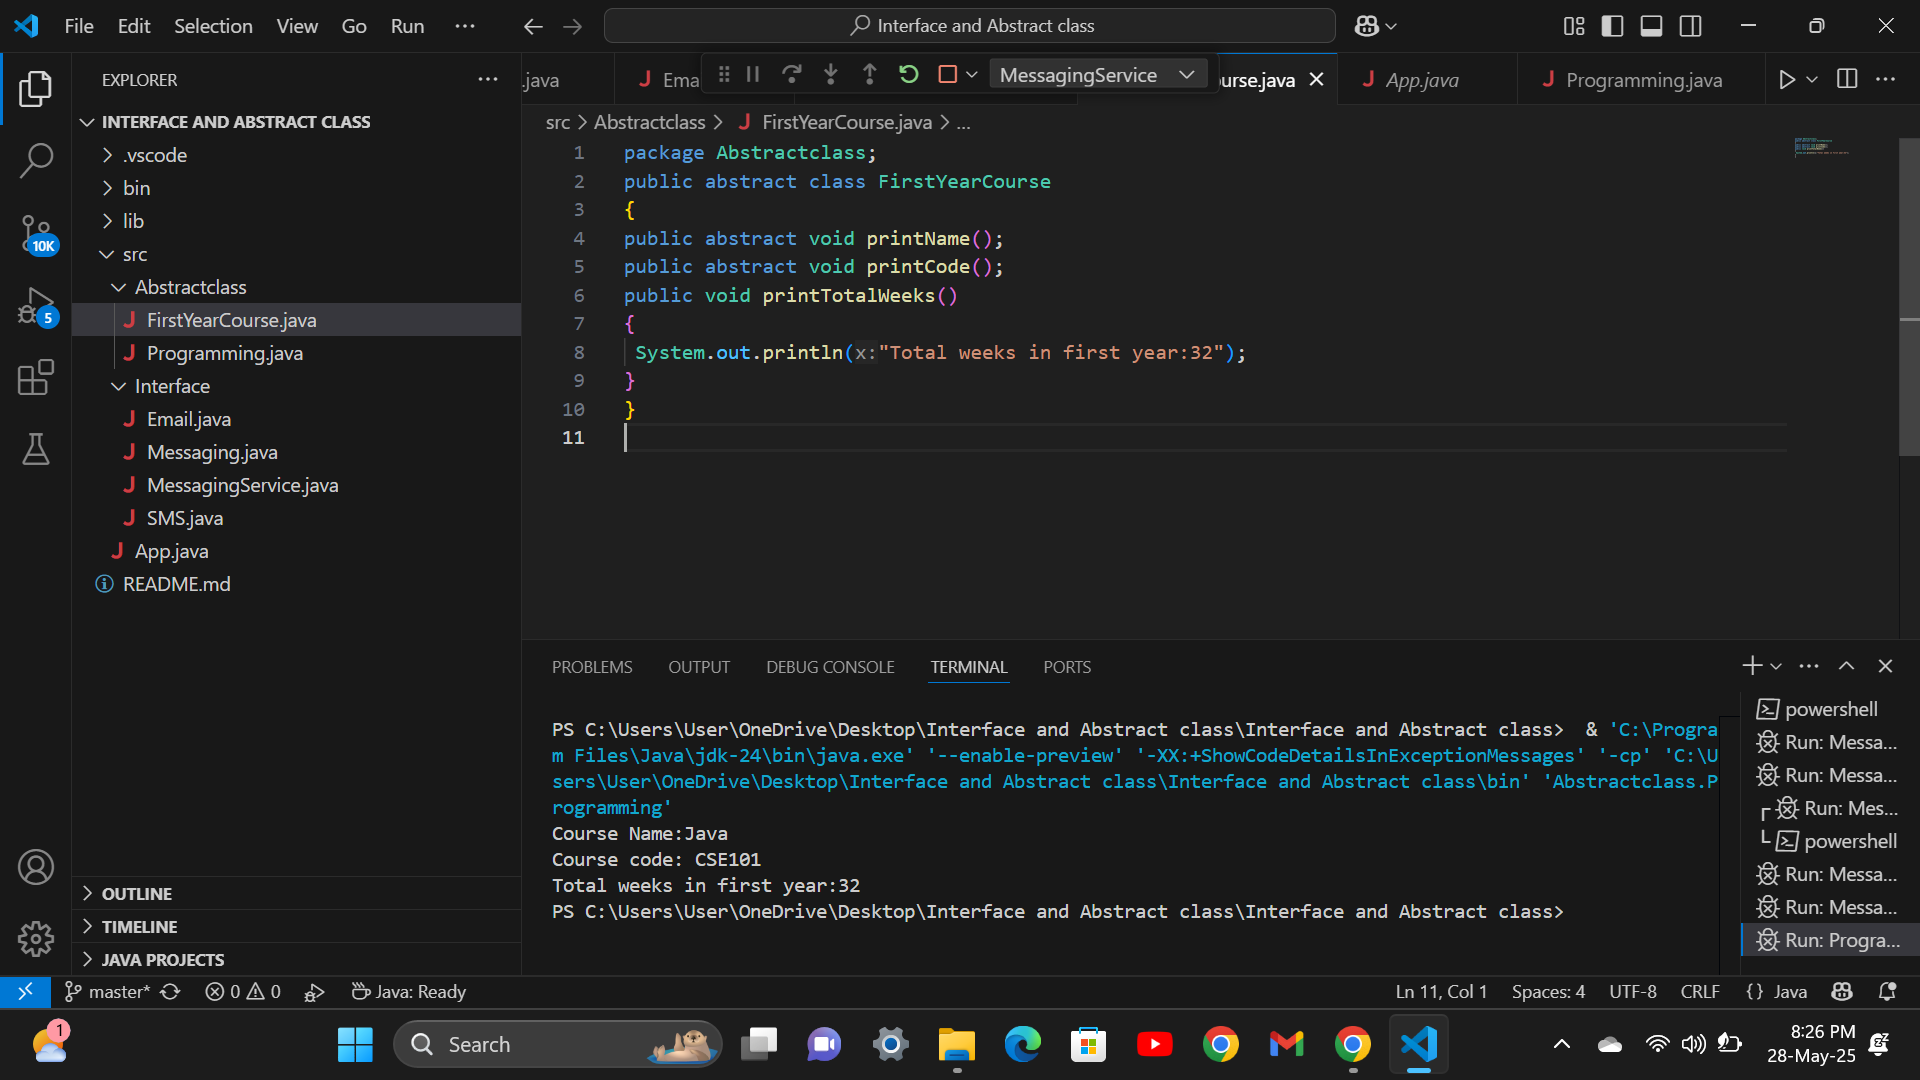 File Edit Selection View Go Run ...
Interface and Abstract class
EXPLORER
INTERFACE AND ABSTRACT CLASS
.vscode
bin
lib
src
Abstractclass
FirstYearCourse.java
Programming.java
Interface
Email.java
Messaging.java
MessagingService.java
SMS.java
App.java
README.md
OUTLINE
TIMELINE
JAVA PROJECTS
10K
5
.java
Ema
MessagingService
urse.java
App.java
Programming.java
src > Abstractclass > FirstYearCourse.java > ...
1 package Abstractclass;
2 public abstract class FirstYearCourse
3 {
4 public abstract void printName();
5 public abstract void printCode();
6 public void printTotalWeeks()
7 {
8 System.out.println(x:"Total weeks in first year:32");
9 }
10 }
11
PROBLEMS OUTPUT DEBUG CONSOLE TERMINAL PORTS
PS C:\Users\User\OneDrive\Desktop\Interface and Abstract class\Interface and Abstract class> & 'C:\Progra
m Files\Java\jdk-24\bin\java.exe' '--enable-preview' '-XX:+ShowCodeDetailsInExceptionMessages' '-cp' 'C:\U
sers\User\OneDrive\Desktop\Interface and Abstract class\Interface and Abstract class\bin' 'Abstractclass.P
rogramming'
Course Name:Java
Course code: CSE101
Total weeks in first year:32
PS C:\Users\User\OneDrive\Desktop\Interface and Abstract class\Interface and Abstract class>
powershell
Run: Messa...
Run: Messa...
Run: Mes...
powershell
Run: Messa...
Run: Messa...
Run: Progra...
master* 0 0 Java: Ready
Ln 11, Col 1 Spaces: 4 UTF-8 CRLF {} Java
1
Search
8:26 PM
28-May-25